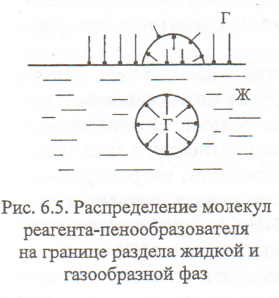 Г
Ж
Г
Рис. 6.5. Распределение молекул
реагента-пенообразователя
на границе раздела жидкой и
газообразной фаз